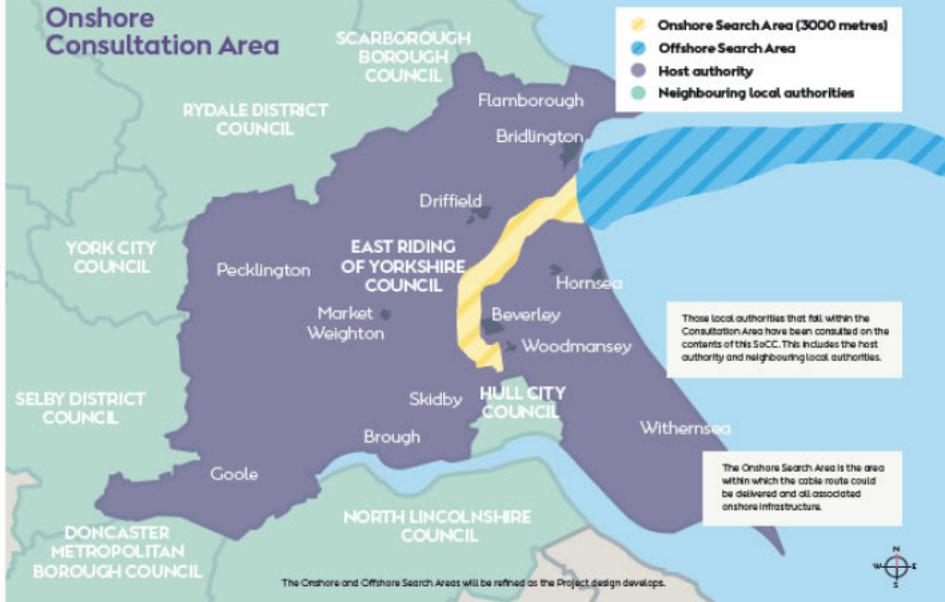 Onshore
Consultation Area
Onshore Search Area (3000 metres)
Offshore Search Area
Host authority
Neighbouring local authorities
SCARBOROUGH
BOROUGH
COUNCIL
RYDALE DISTRICT
COUNCIL
Flamborough
Bridlington
Driffield
YORK CITY
COUNCIL
EAST RIDING
OF YORKSHIRE
COUNCIL
Pecklington
Hornsea
Market
Weighton
Beverley
Woodmansey
Those local authorities that fall within the
Consultation Area have been consulted on the
contents of this SoCC. This includes the host
authority and neighbouring local authorities.
SELBY DISTRICT
COUNCIL
Skidby
HULL CITY
COUNCIL
Brough
Withernsea
Goole
The Onshore Search Area is the area
within which the cable route could
be delivered and all associated
onshore infrastructure.
NORTH LINCOLNSHIRE
COUNCIL
DONCASTER
METROPOLITAN
BOROUGH COUNCIL
The Onshore and Offshore Search Areas will be refined as the Project design develops.
N
W E
S